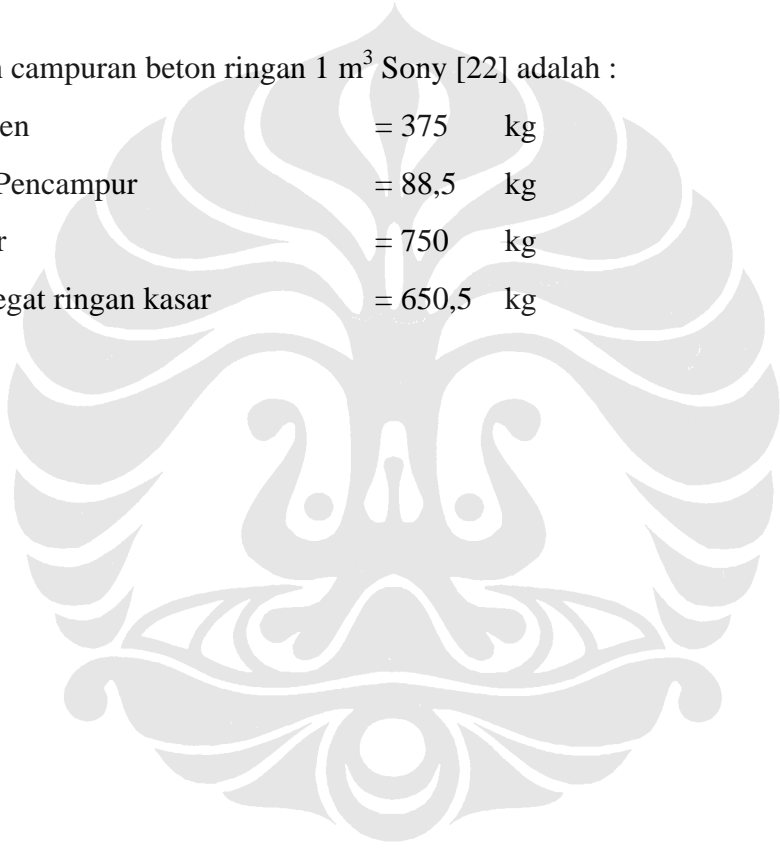 n campuran beton ringan 1 m³ Sony [22] adalah :
en = 375 kg
Pencampur = 88,5 kg
r = 750 kg
egat ringan kasar = 650,5 kg